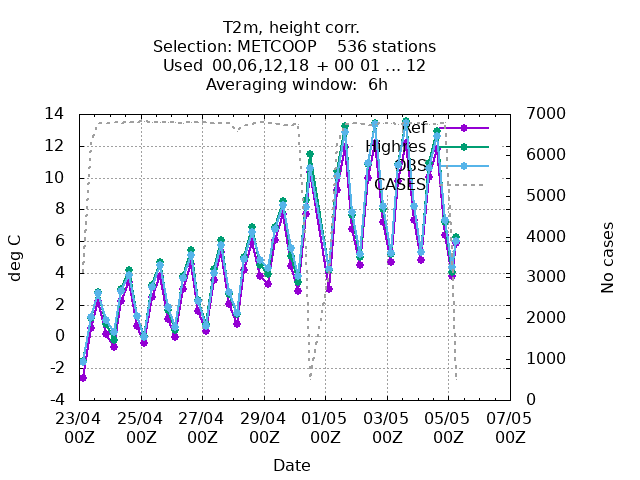 T2m, height corr.
Selection: METCOOP 536 stations
Used 00,06,12,18 + 00 01 ... 12
Averaging window: 6h
14 7000
12 6000
10 5000
8 4000
6 3000
4 2000
2 1000
0 0
-2
-4
Ref
Highres
OBS
CASES
deg C
No cases
23/04 25/04 27/04 29/04 01/05 03/05 05/05 07/05
00Z 00Z 00Z 00Z 00Z 00Z 00Z 00Z
Date